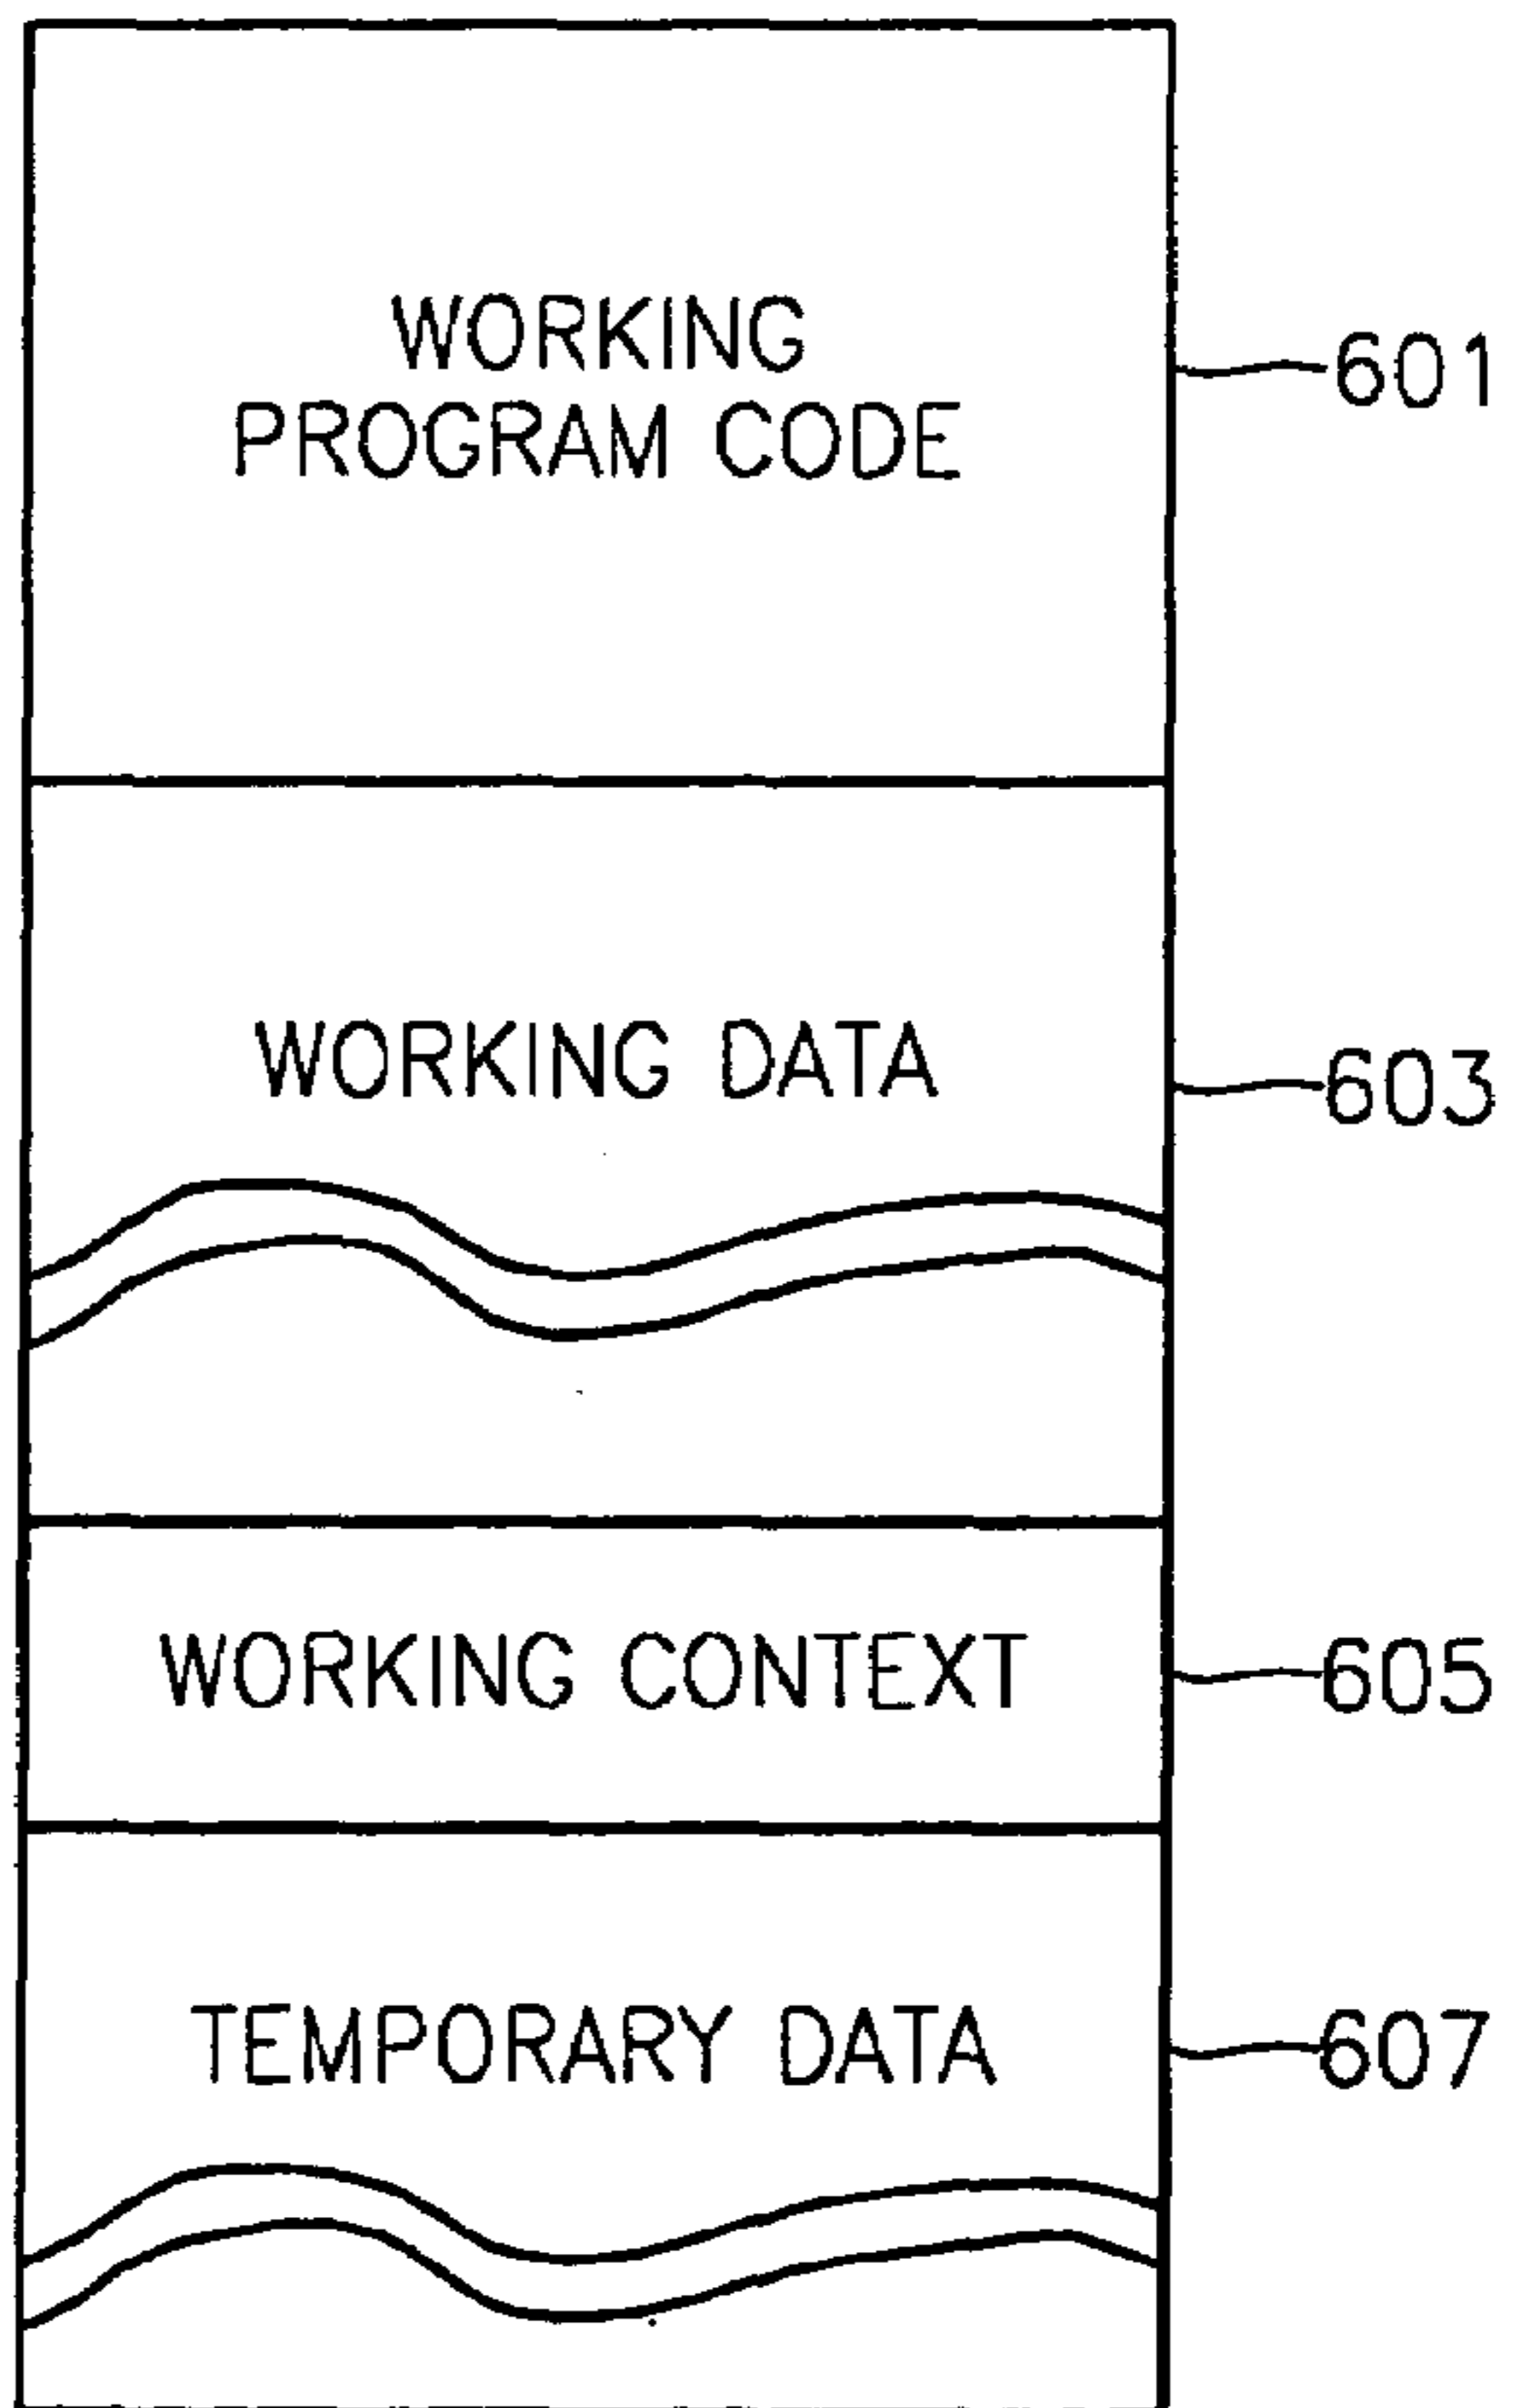 WORKING
PROGRAM CODE
601
WORKING DATA
603
WORKING CONTEXT
605
TEMPORARY DATA
607